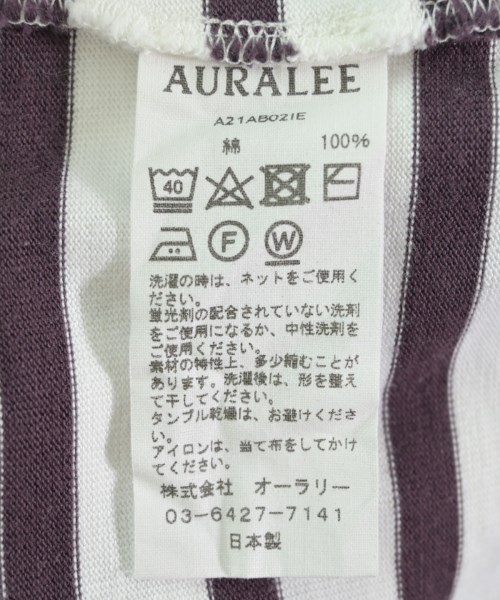 AURALEE
A21AB02IE
綿 100%
40
F W
洗濯の時は、ネットをご使用く
ださい。
蛍光剤の配合されていない洗剤
をご使用になるか、中性洗剤を
ご使用ください。
素材の特性上、多少縮むことが
あります。洗濯後は、形を整え
て干してください。
タンブル乾燥は、お避けくださ
い。
アイロンは、当て布をしてかけ
てください。
株式会社 オーラリー
03-6427-7141
日本製